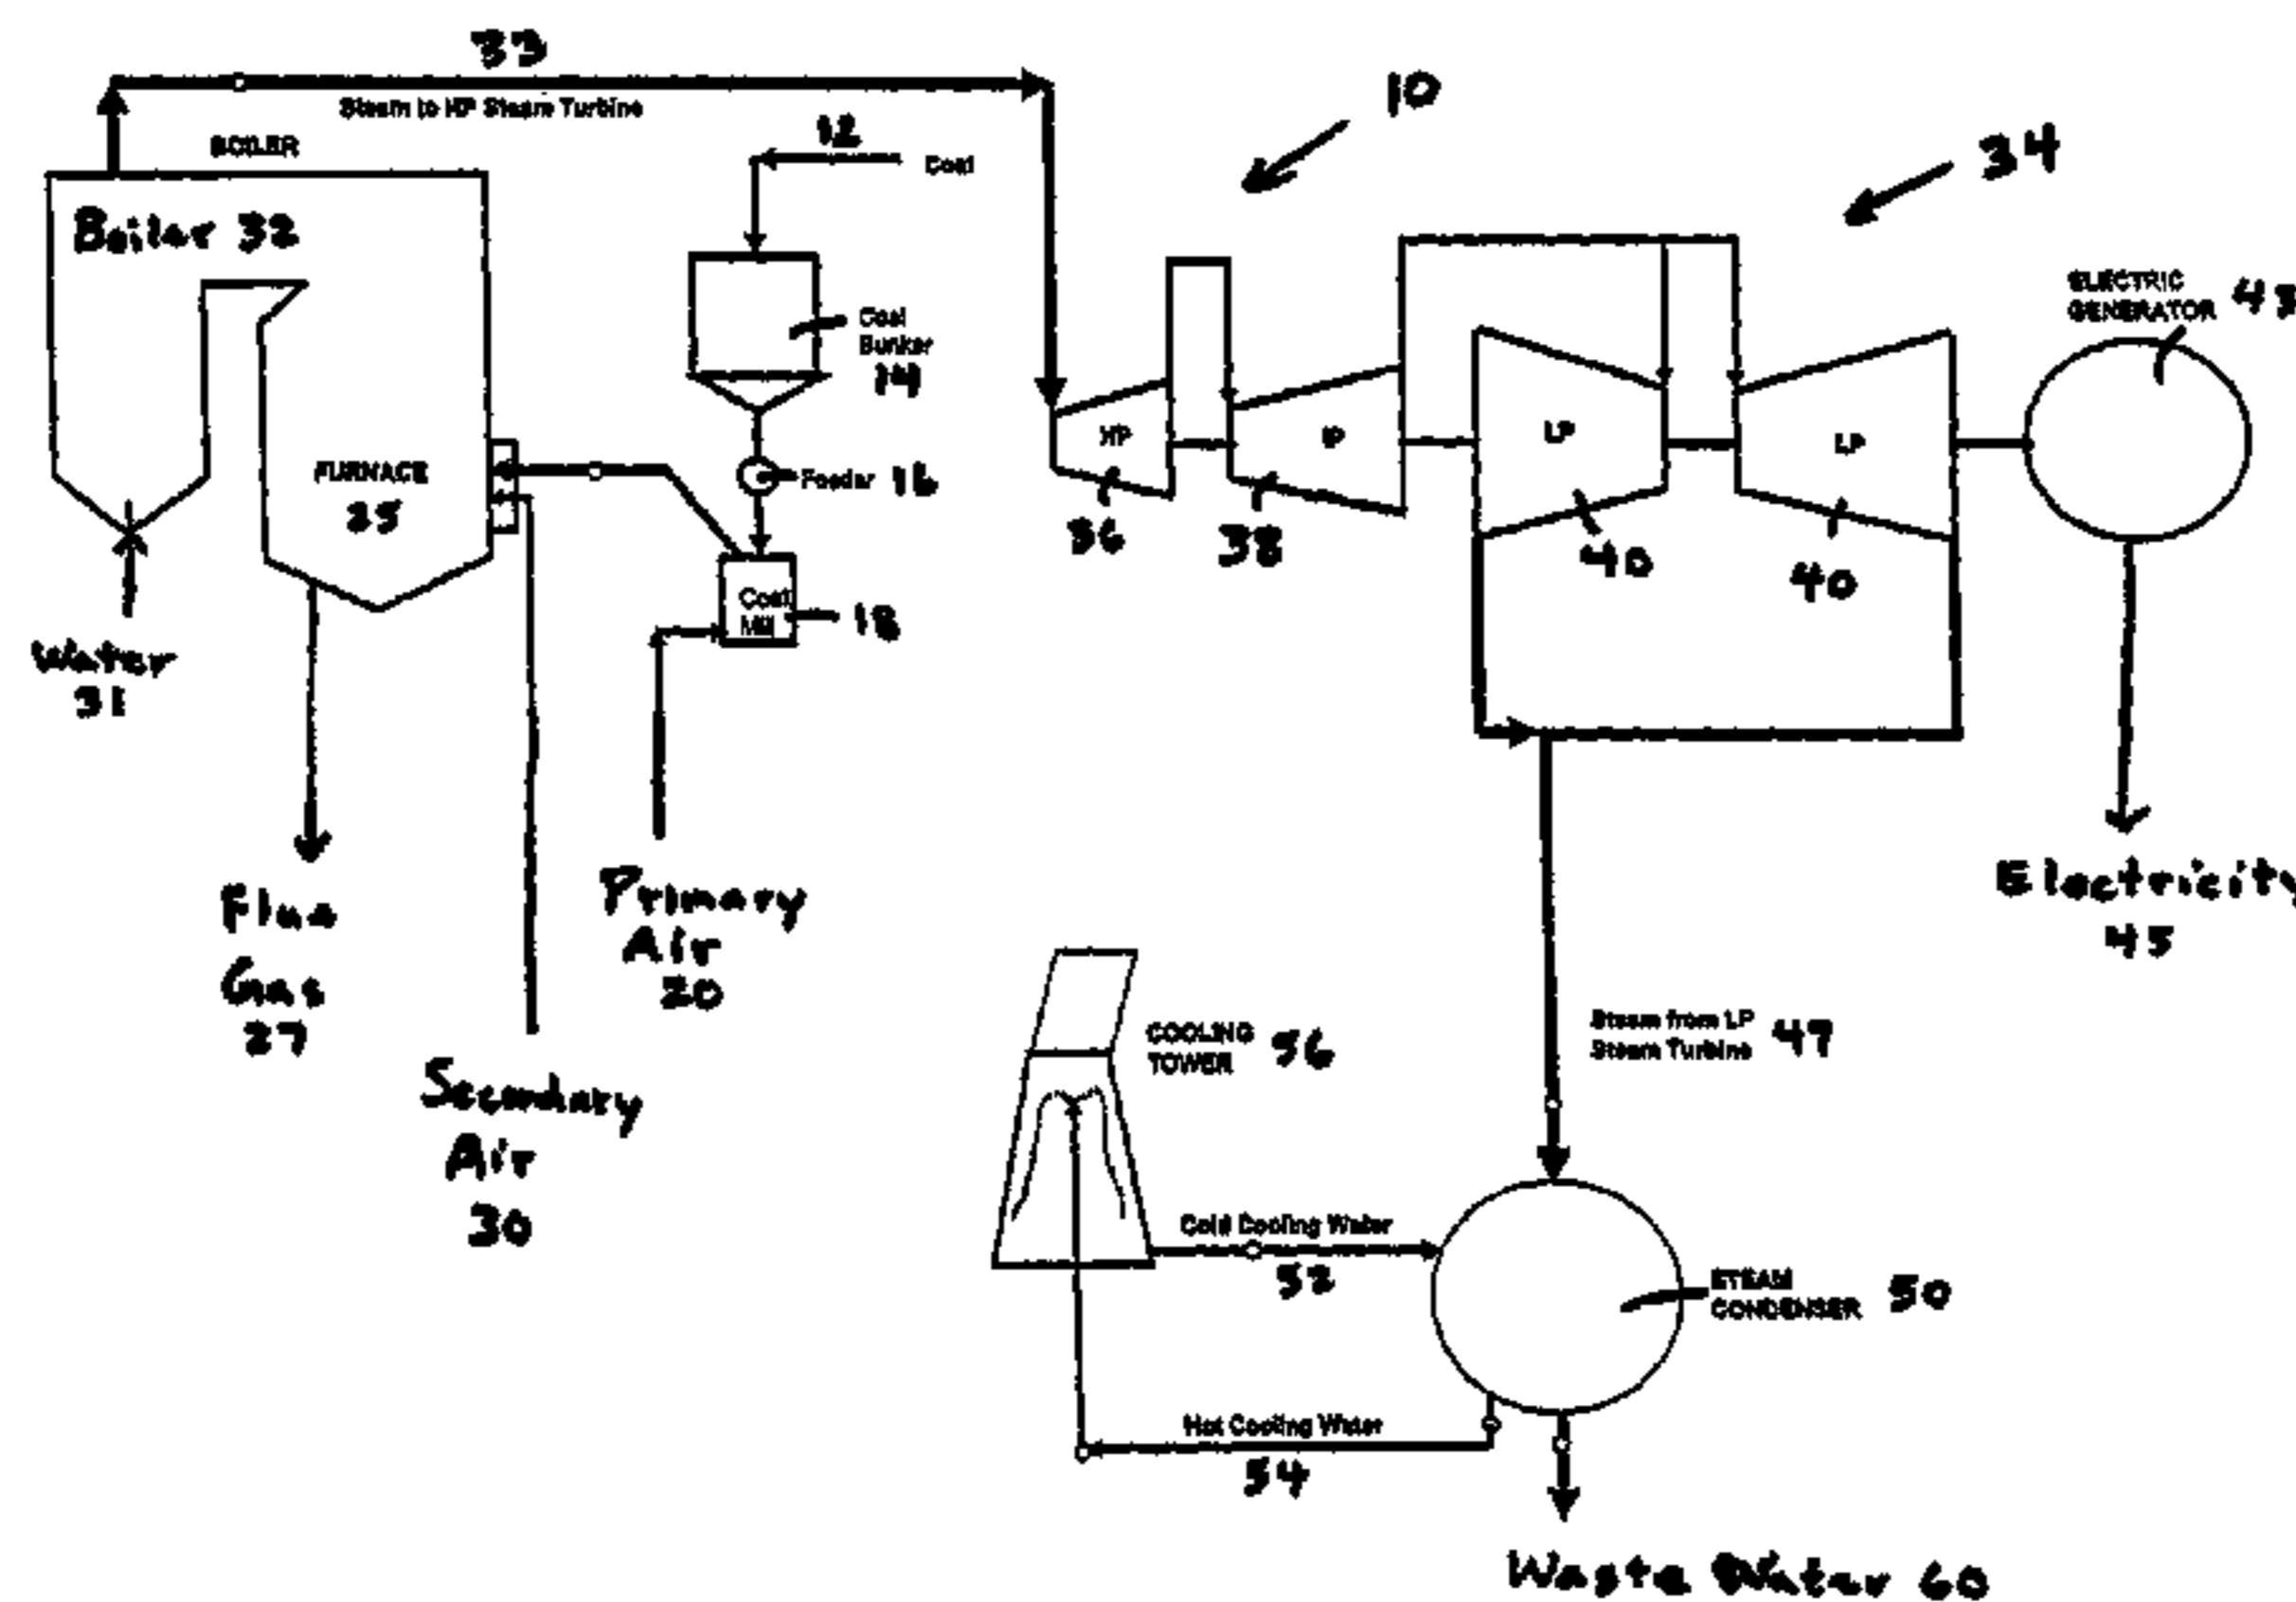 33
Steam to HP Steam Turbine
10
12
Coal
34
BOILER
Boiler 32
ELECTRIC
GENERATOR 43
Coal
Bunker
14
HP
IP
LP
LP
FURNACE
25
Feeder 16
36
38
40
40
Coal
Mill
18
Water
31
Flue
Gas
27
Primary
Air
20
Electricity
45
Secondary
Air
30
COOLING
TOWER 56
Steam from LP
Steam Turbine 47
Cold Cooling Water
52
STEAM
CONDENSER 50
Hot Cooling Water
54
Waste Water 60